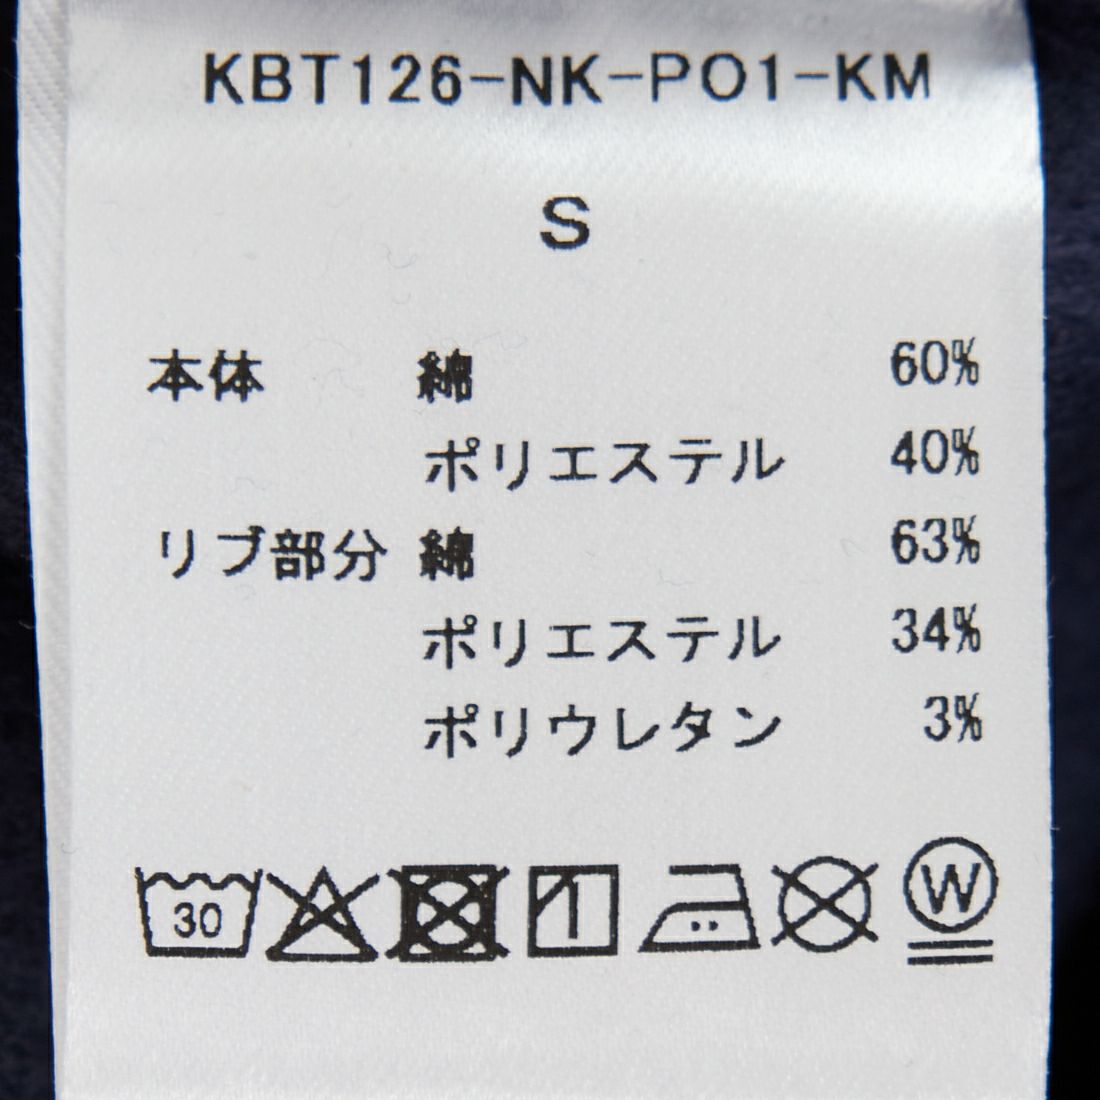 KBT126-NK-PO1-KM
S
本体 綿 60%
ポリエステル 40%
リブ部分 綿 63%
ポリエステル 34%
ポリウレタン 3%
30 W